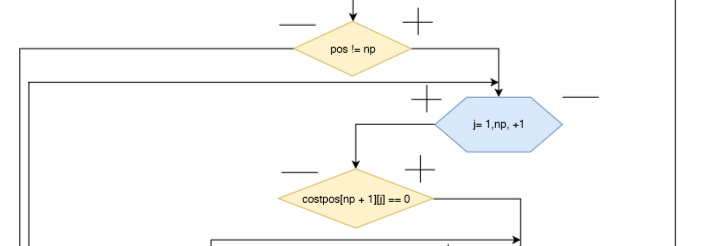 pos != np
j= 1,np, +1
costpos[np + 1][j] == 0